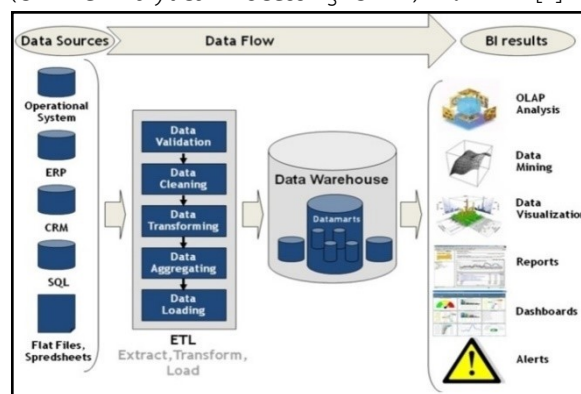 Data Sources
Data Flow
BI results
Operational
System
ERP
CRM
SQL
Flat Files,
Spredsheets
Data
Validation
Data
Cleaning
Data
Transforming
Data
Aggregating
Data
Loading
ETL
Extract,Transform,
Load
Data Warehouse
Datamarts
OLAP
Analysis
Data
Mining
Data
Visualization
Reports
Dashboards
Alerts